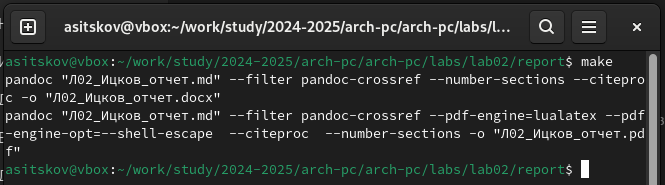 asitskov@vbox:~/work/study/2024-2025/arch-pc/arch-pc/labs/l...
asitskov@vbox:~/work/study/2024-2025/arch-pc/arch-pc/labs/lab02/report$ make
pandoc "Л02_Ицков_отчет.md" --filter pandoc-crossref --number-sections --citepro
c -o "Л02_Ицков_отчет.docx"
pandoc "Л02_Ицков_отчет.md" --filter pandoc-crossref --pdf-engine=lualatex --pdf
-engine-opt=--shell-escape  --citeproc  --number-sections -o "Л02_Ицков_отчет.pd
f"
asitskov@vbox:~/work/study/2024-2025/arch-pc/arch-pc/labs/lab02/report$